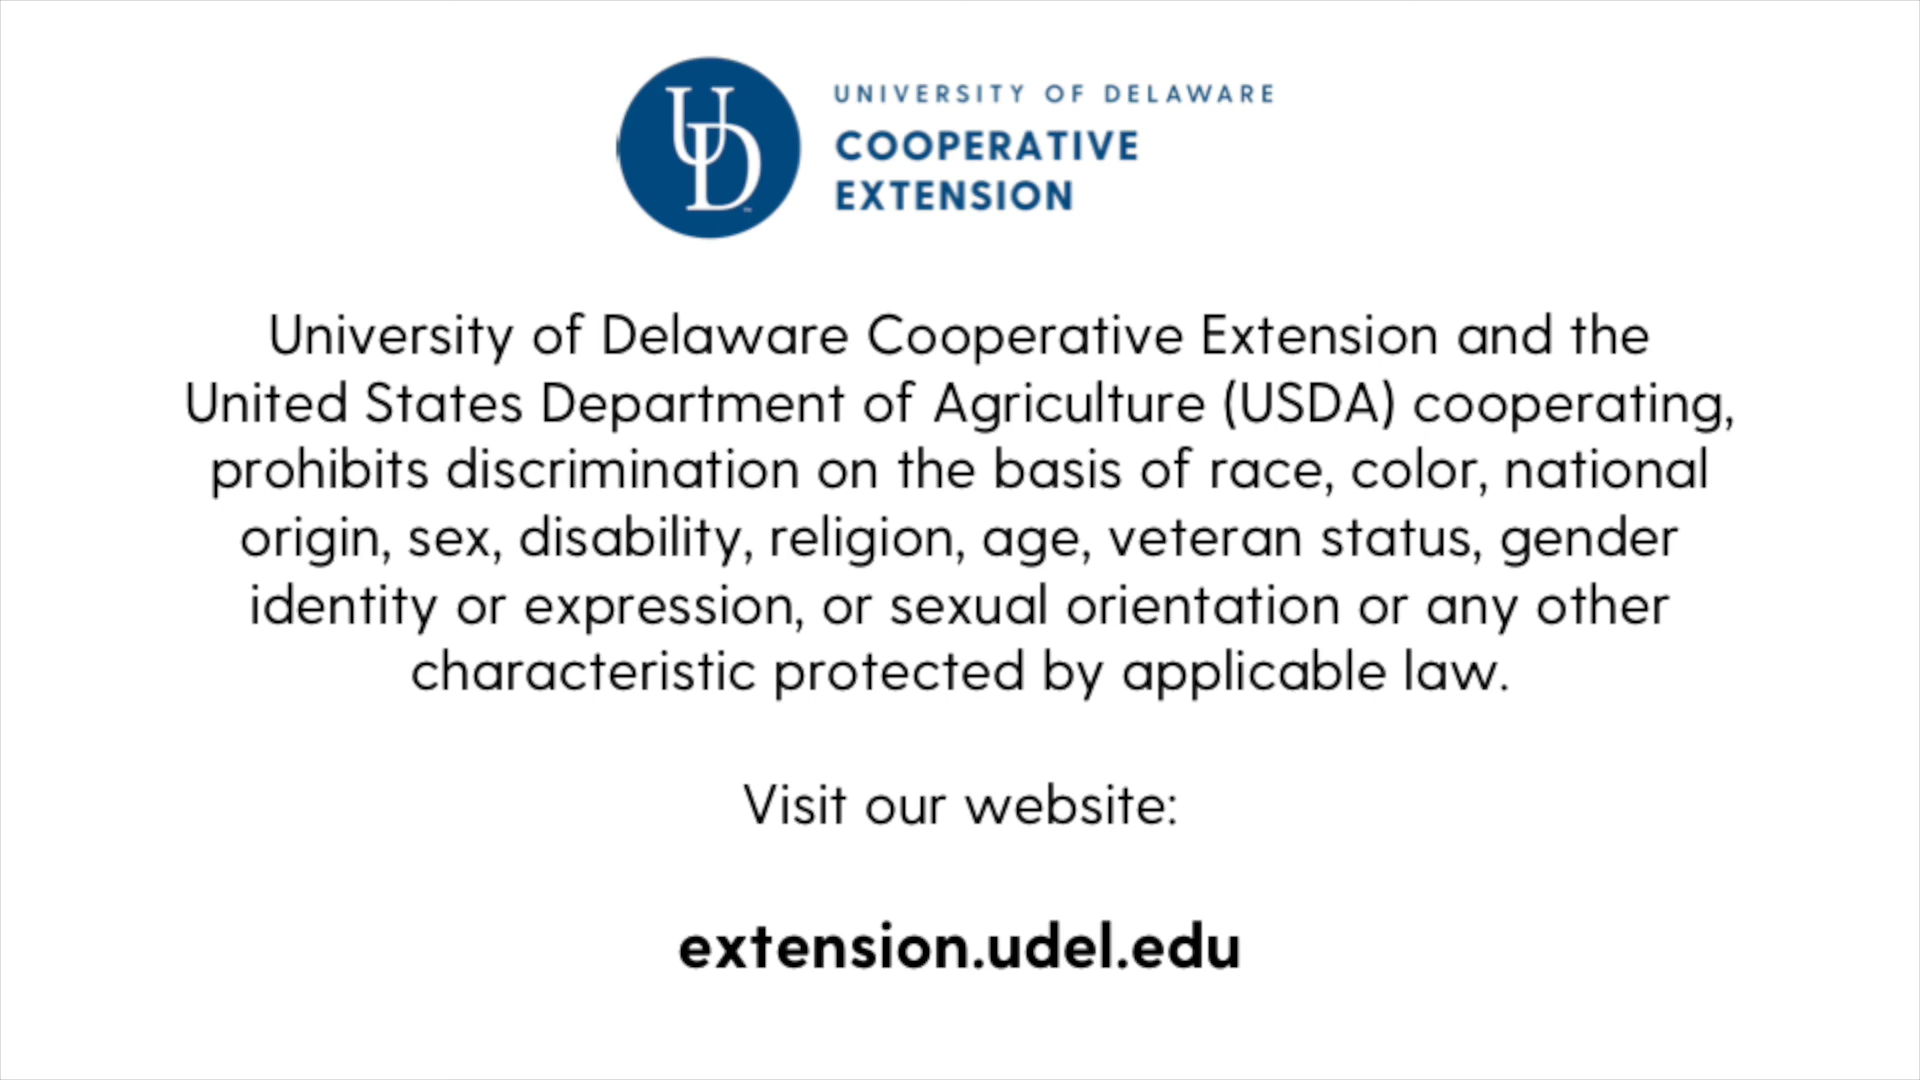 UD
UNIVERSITY OF DELAWARE
COOPERATIVE
EXTENSION
University of Delaware Cooperative Extension and the
United States Department of Agriculture (USDA) cooperating,
prohibits discrimination on the basis of race, color, national
origin, sex, disability, religion, age, veteran status, gender
identity or expression, or sexual orientation or any other
characteristic protected by applicable law.
Visit our website:
extension.udel.edu